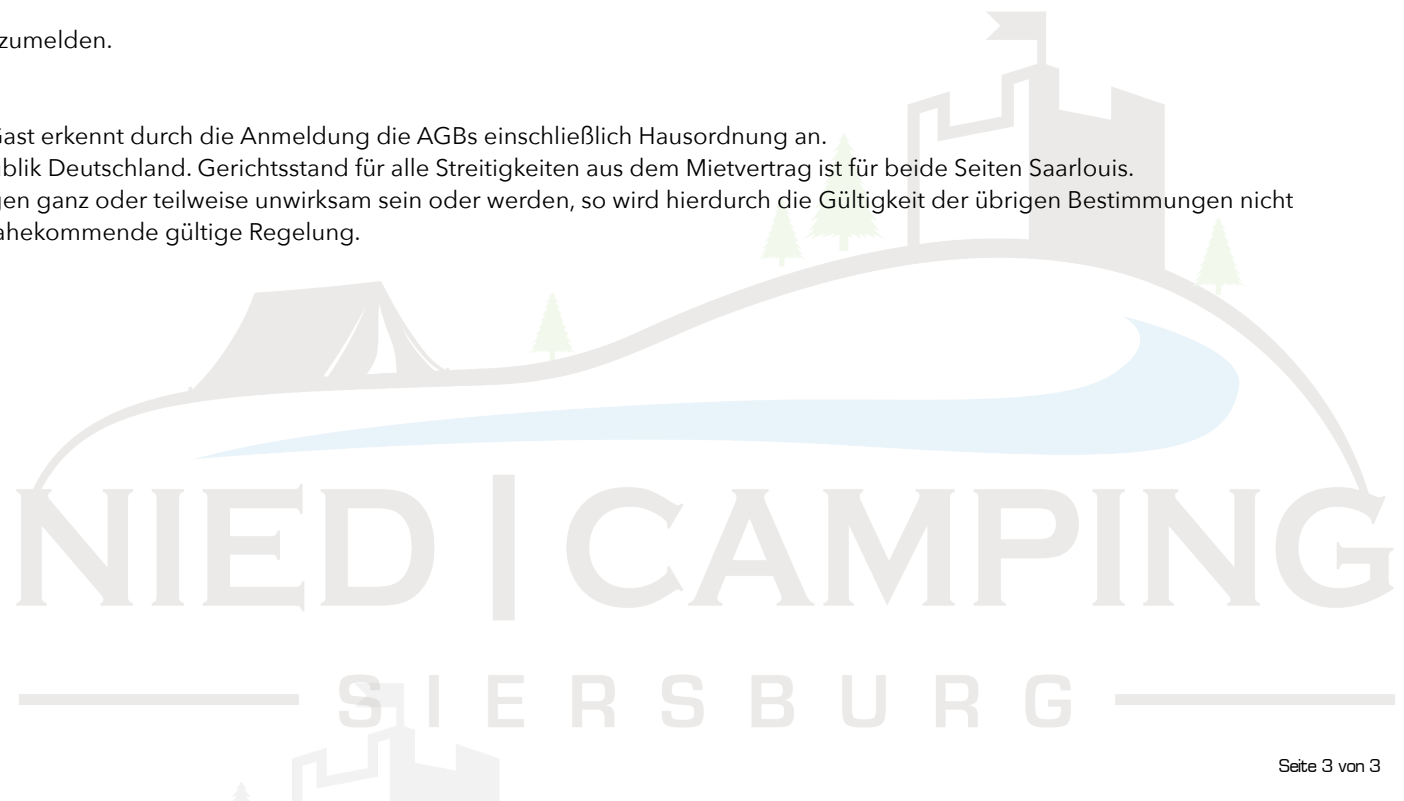 zumelden.
Gast erkennt durch die Anmeldung die AGBs einschließlich Hausordnung an.
blik Deutschland. Gerichtsstand für alle Streitigkeiten aus dem Mietvertrag ist für beide Seiten Saarlouis.
gen ganz oder teilweise unwirksam sein oder werden, so wird hierdurch die Gültigkeit der übrigen Bestimmungen nicht
ahekommende gültige Regelung.
NIED | CAMPING
SIERSBURG
Seite 3 von 3